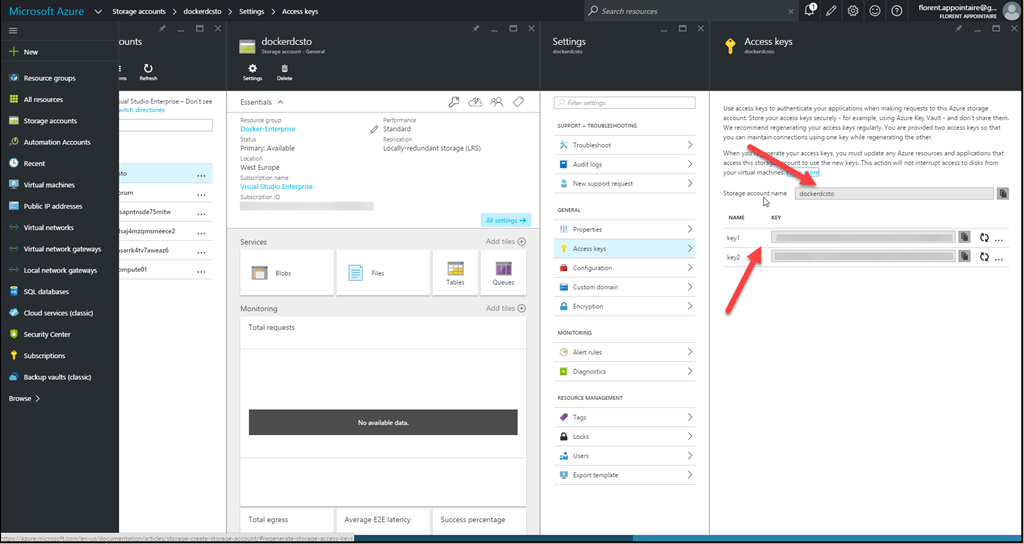 Microsoft Azure
Storage accounts
dockerdcsto
Settings
Access keys
Search resources
1
florent.appointaire@g...
FLORENT APPOINTAIRE
New
Resource groups
All resources
Storage accounts
Automation Accounts
Recent
Virtual machines
Public IP addresses
Virtual networks
Virtual network gateways
Local network gateways
SQL databases
Cloud services (classic)
Security Center
Subscriptions
Backup vaults (classic)
Browse
ounts
Refresh
sual Studio Enterprise – Don't see
witch directories
sto
orum
sapntnsde75mitw
lsaj4mzqmsmeece2
asarrk4tv7aweaz6
ompute01
dockerdcsto
Storage account - General
Settings
Delete
Essentials
Resource group
Docker-Enterprise
Status
Primary: Available
Location
West Europe
Subscription name
Visual Studio Enterprise
Subscription ID
Performance
Standard
Replication
Locally-redundant storage (LRS)
All settings
Services
Add tiles
Blobs
Files
Tables
Queues
Monitoring
Add tiles
Total requests
No available data.
Total egress
Average E2E latency
Success percentage
Settings
dockerdcsto
Filter settings
SUPPORT + TROUBLESHOOTING
Troubleshoot
Audit logs
New support request
GENERAL
Properties
Access keys
Configuration
Custom domain
Encryption
MONITORING
Alert rules
Diagnostics
RESOURCE MANAGEMENT
Tags
Locks
Users
Export template
Access keys
dockerdcsto
Use access keys to authenticate your applications when making requests to this Azure storage
account. Store your access keys securely - for example, using Azure Key Vault - and don't share them.
We recommend regenerating your access keys regularly. You are provided two access keys so that
you can maintain connections using one key while regenerating the other.
When you regenerate your access keys, you must update any Azure resources and applications that
access this storage account to use the new keys. This action will not interrupt access to disks from
your virtual machines. more
Storage account name
dockerdcsto
NAME
KEY
key1
key2
https://azure.microsoft.com/en-us/documentation/articles/storage-create-storage-account/#regenerate-storage-access-keys